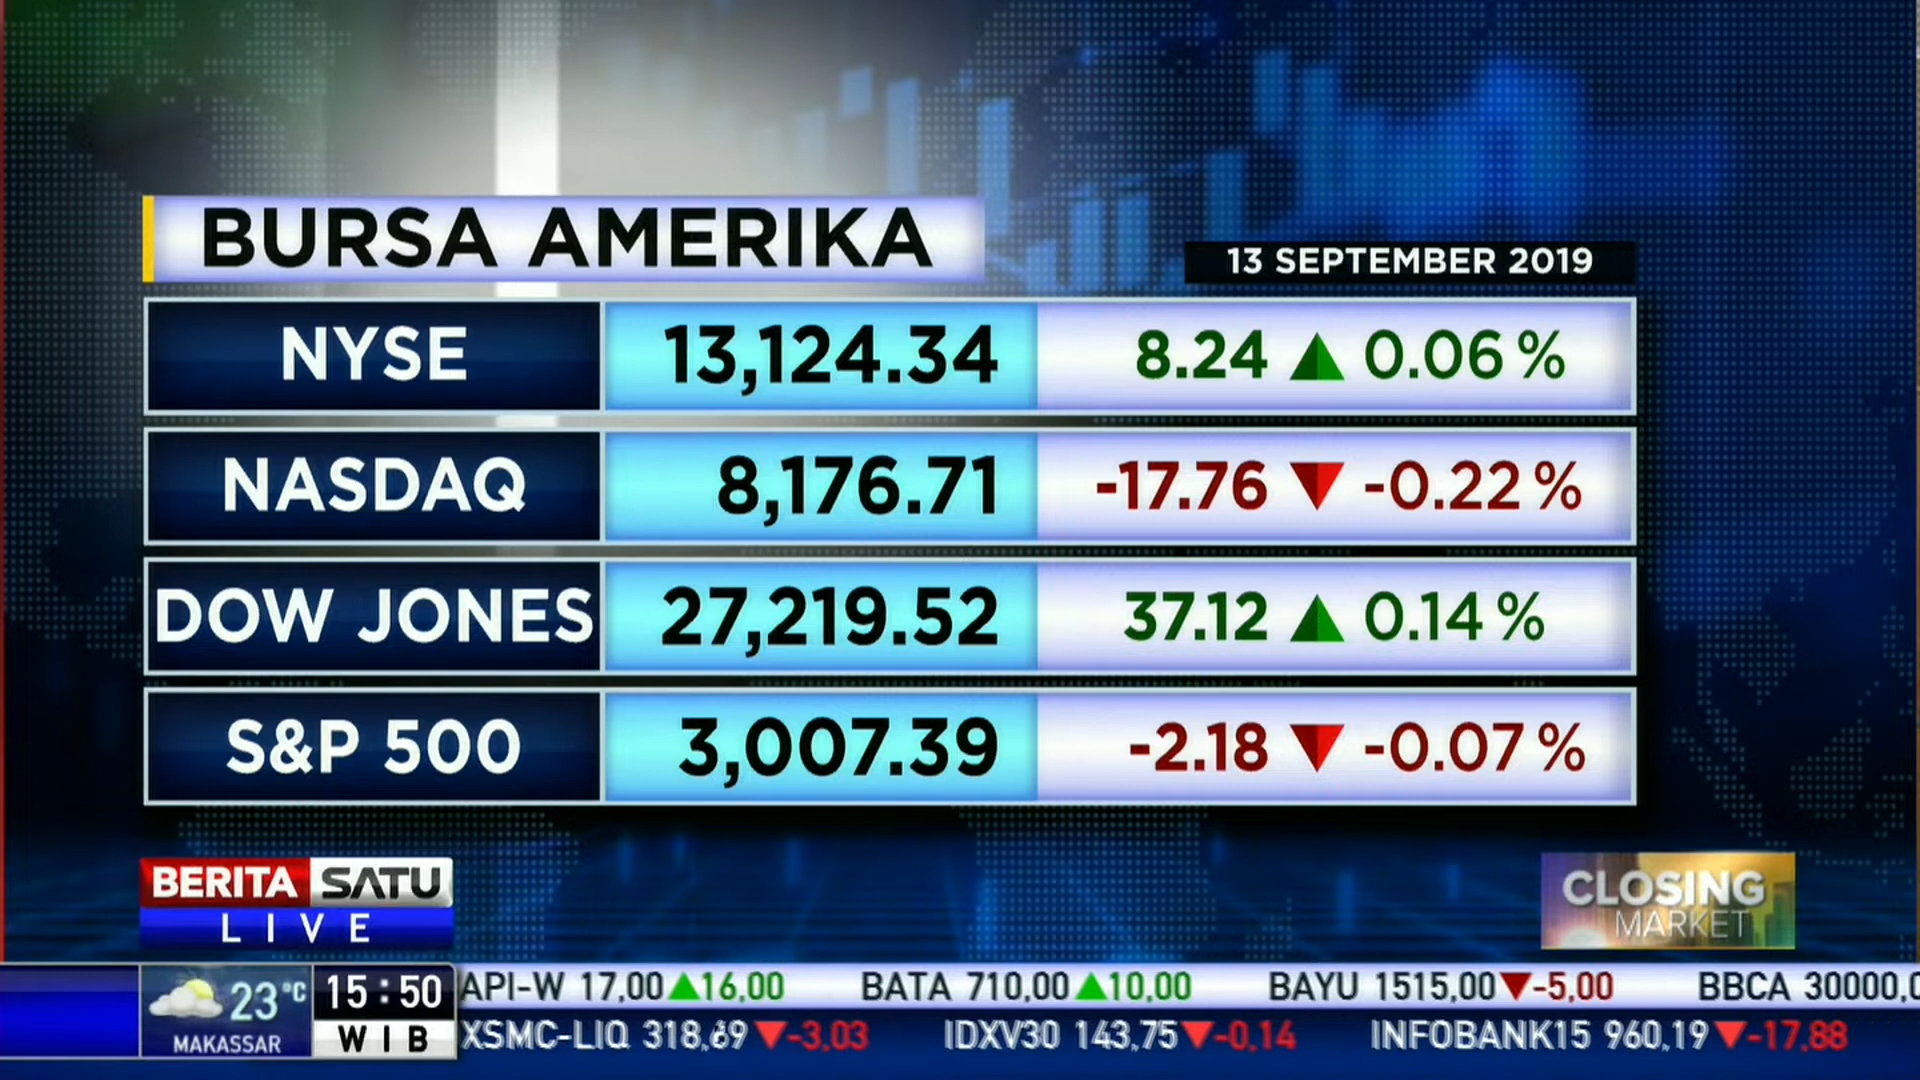 BURSA AMERIKA
13 SEPTEMBER 2019
NYSE 13,124.34 8.24 ▲ 0.06 %
NASDAQ 8,176.71 -17.76 ▼ -0.22 %
DOW JONES 27,219.52 37.12 ▲ 0.14 %
S&P 500 3,007.39 -2.18 ▼ -0.07 %
BERITA SATU
LIVE
CLOSING
MARKET
23°C
MAKASSAR
15:50
WIB
API-W 17,00▲16,00 BATA 710,00▲10,00 BAYU 1515,00▼-5,00 BBCA 30000,0
XSMC-LIQ 318,69▼-3,03 IDXV30 143,75▼-0,14 INFOBANK15 960,19▼-17,88